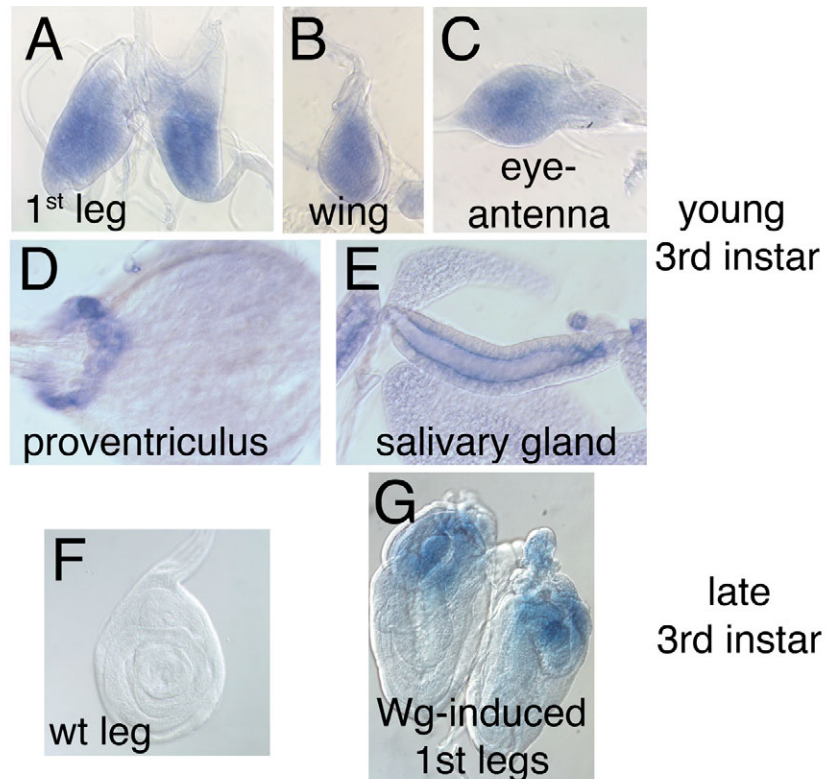 A
1st leg
B
wing
C
eye-
antenna
young
3rd instar
D
proventriculus
E
salivary gland
F
wt leg
G
Wg-induced
1st legs
late
3rd instar